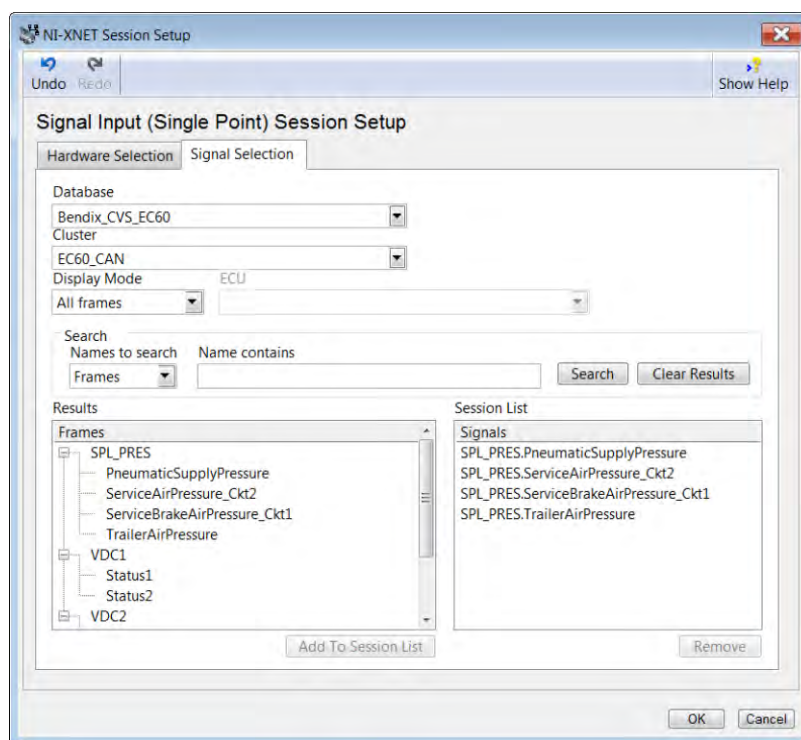 NI-XNET Session Setup
Undo Redo Show Help
Signal Input (Single Point) Session Setup
Hardware Selection Signal Selection
Database
Bendix_CVS_EC60
Cluster
EC60_CAN
Display Mode ECU
All frames
Search
Names to search Name contains
Frames Search Clear Results
Results Session List
Frames Signals
SPL_PRES SPL_PRES.PneumaticSupplyPressure
PneumaticSupplyPressure SPL_PRES.ServiceAirPressure_Ckt2
ServiceAirPressure_Ckt2 SPL_PRES.ServiceBrakeAirPressure_Ckt1
ServiceBrakeAirPressure_Ckt1 SPL_PRES.TrailerAirPressure
TrailerAirPressure
VDC1
Status1
Status2
VDC2
Add To Session List Remove
OK Cancel